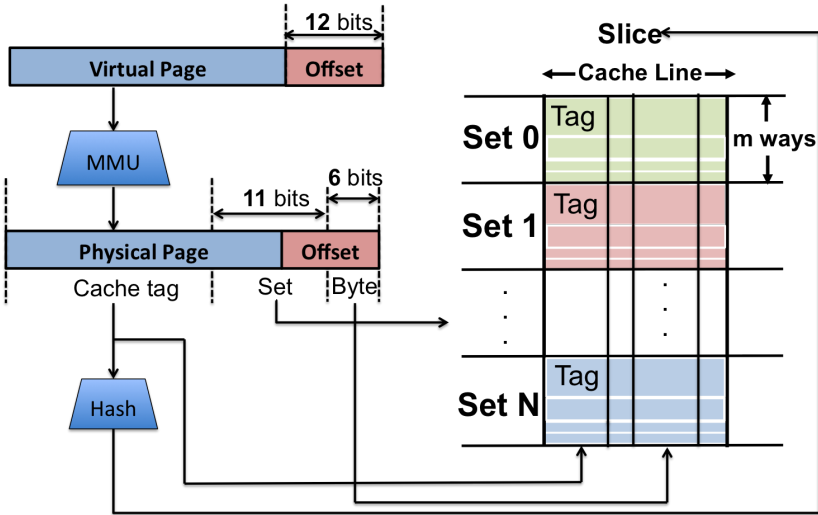 12 bits
Virtual Page
Offset
MMU
11 bits
6 bits
Physical Page
Offset
Cache tag
Set
Byte
Hash
Slice
Cache Line
Set 0
Tag
m ways
Set 1
Tag
. .
. .
. .
Set N
Tag